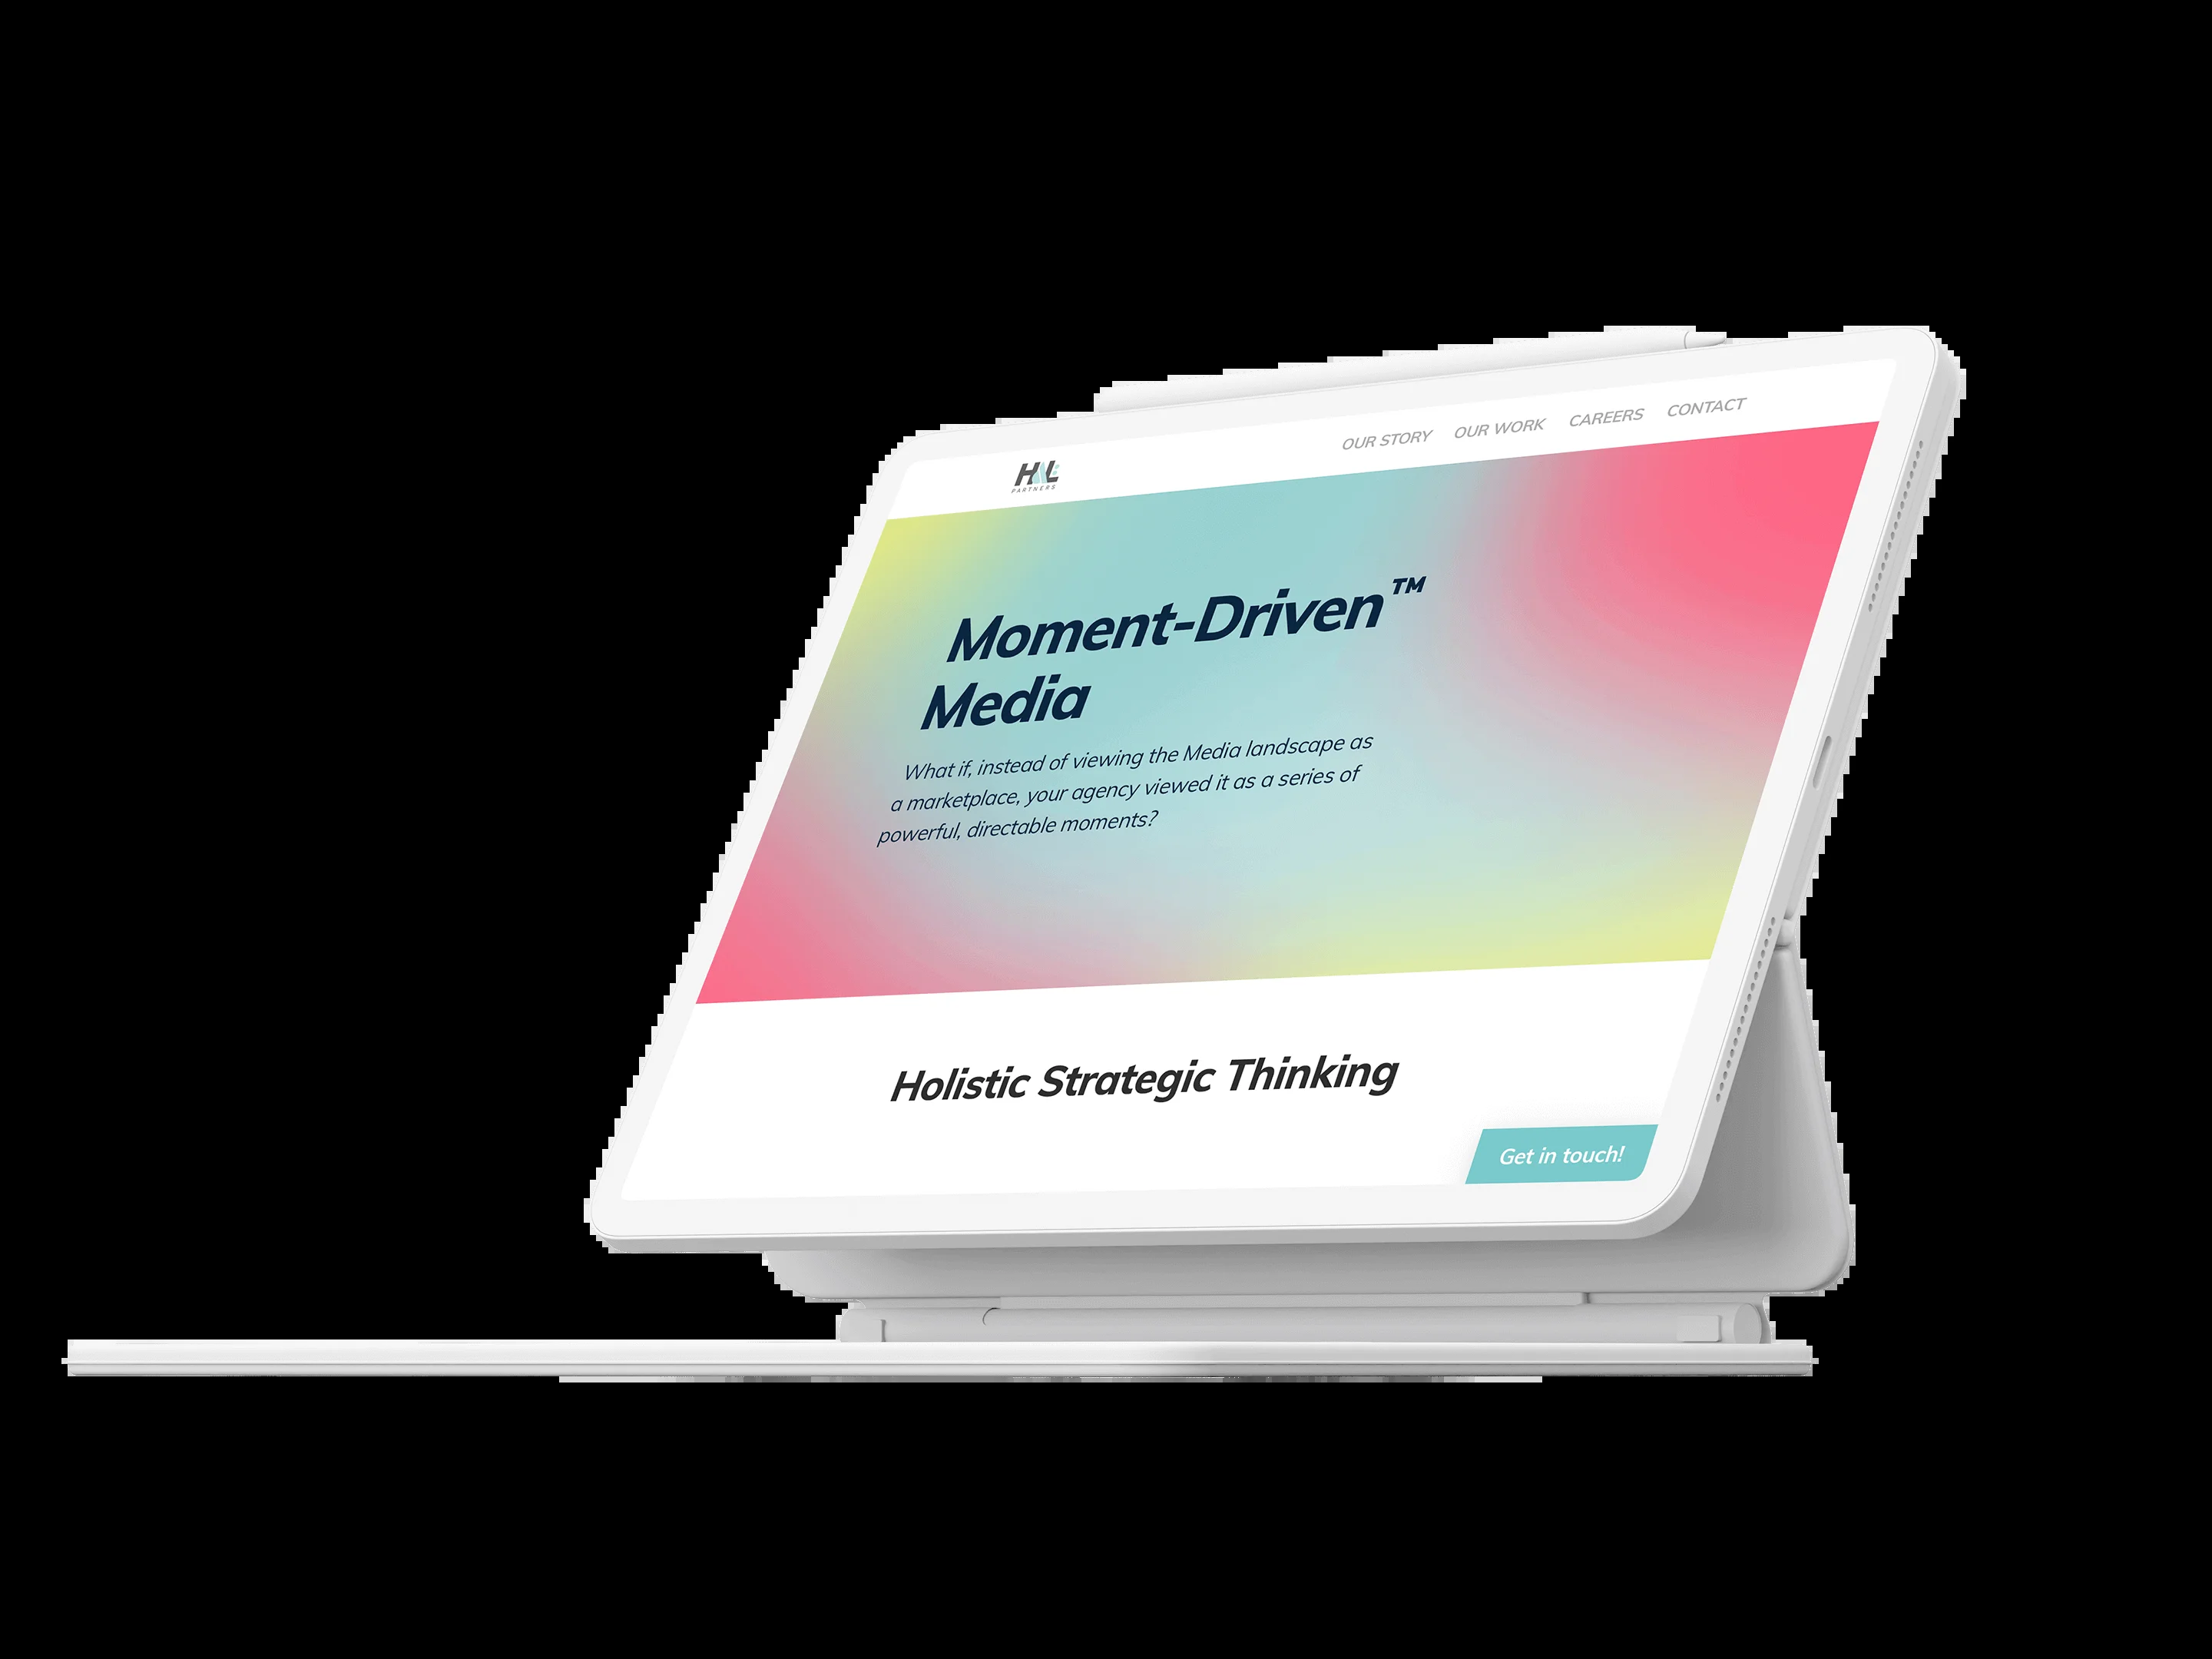 OUR STORY OUR WORK CAREERS CONTACT
PARTNERS
Moment-Driven™
Media
What if, instead of viewing the Media landscape as
a marketplace, your agency viewed it as a series of
powerful, directable moments?
Holistic Strategic Thinking
Get in touch!